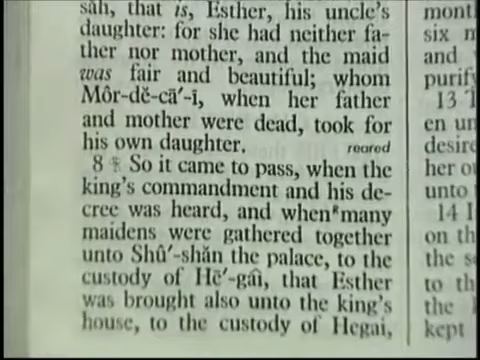 sah, that is, Esther, his uncle's
daughter: for she had neither fa-
ther nor mother, and the maid
was fair and beautiful; whom
Môr-dĕ-cā′-ī, when her father
and mother were dead, took for
his own daughter. reared
8 So it came to pass, when the
king's commandment and his de-
cree was heard, and when many
maidens were gathered together
unto Shû′-shăn the palace, to the
custody of Hē′-gāi, that Esther
was brought also unto the king's
house, to the custody of Hegai,
mont
six
and
purif
13
en un
desire
her o
unto
14 I
on th
the s
to th
the
kept